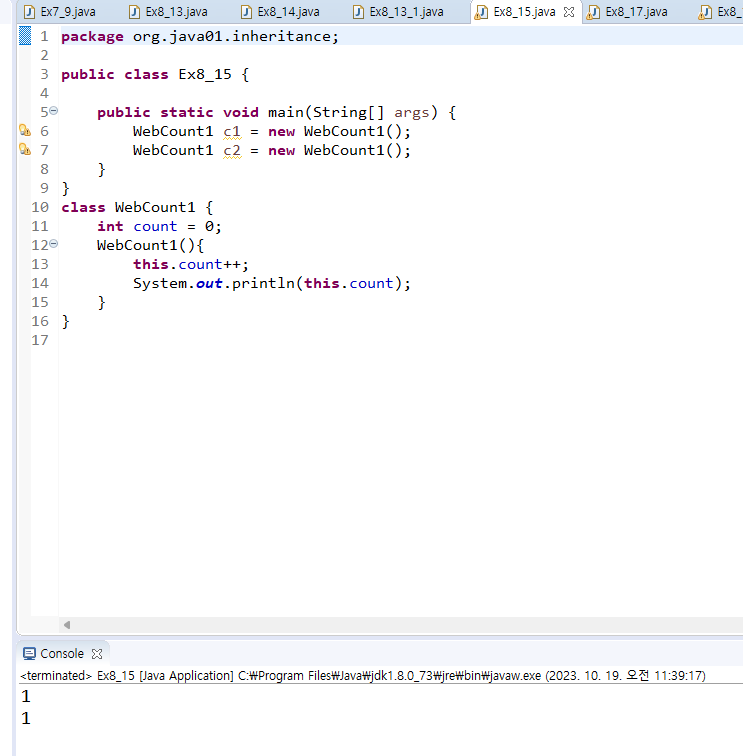 Ex7_9.java Ex8_13.java Ex8_14.java Ex8_13_1.java Ex8_15.java Ex8_17.java Ex8_
1 package org.java01.inheritance;
2
3 public class Ex8_15 {
4
5 public static void main(String[] args) {
6 WebCount1 c1 = new WebCount1();
7 WebCount1 c2 = new WebCount1();
8 }
9 }
10 class WebCount1 {
11 int count = 0;
12 WebCount1(){
13 this.count++;
14 System.out.println(this.count);
15 }
16 }
17
Console
<terminated> Ex8_15 [Java Application] C:₩Program Files₩Java₩jdk1.8.0_73₩jre₩bin₩javaw.exe (2023. 10. 19. 오전 11:39:17)
1
1